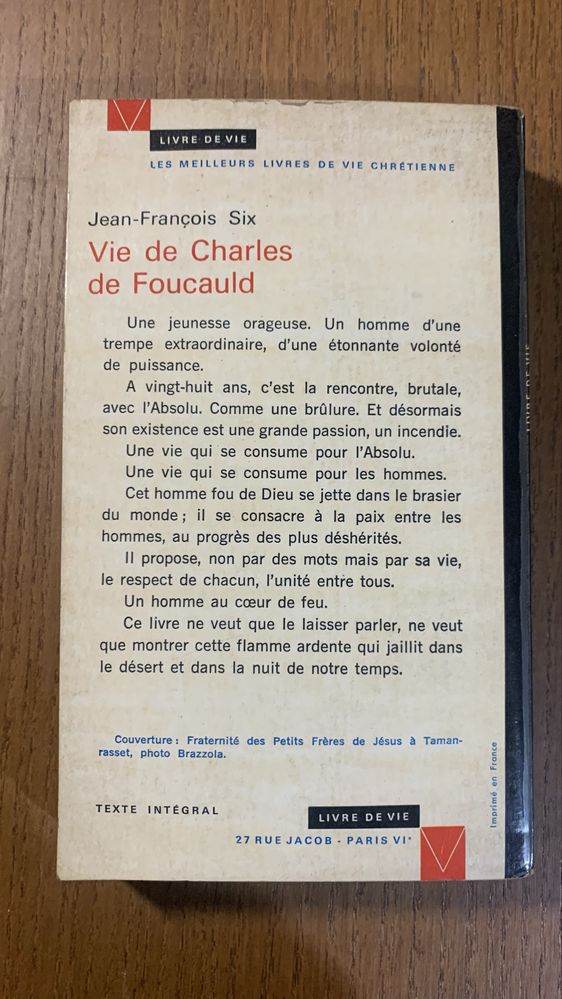 LIVRE DE VIE
LES MEILLEURS LIVRES DE VIE CHRÉTIENNE
Jean-François Six
Vie de Charles
de Foucauld
Une jeunesse orageuse. Un homme d'une
trempe extraordinaire, d'une étonnante volonté
de puissance.
A vingt-huit ans, c'est la rencontre, brutale,
avec l'Absolu. Comme une brûlure. Et désormais
son existence est une grande passion, un incendie.
Une vie qui se consume pour l'Absolu.
Une vie qui se consume pour les hommes.
Cet homme fou de Dieu se jette dans le brasier
du monde ; il se consacre à la paix entre les
hommes, au progrès des plus déshérités.
Il propose, non par des mots mais par sa vie,
le respect de chacun, l'unité entre tous.
Un homme au cœur de feu.
Ce livre ne veut que le laisser parler, ne veut
que montrer cette flamme ardente qui jaillit dans
le désert et dans la nuit de notre temps.
Couverture : Fraternité des Petits Frères de Jésus à Taman-
rasset, photo Brazzola.
TEXTE INTÉGRAL
LIVRE DE VIE
27 RUE JACOB - PARIS VIᵉ
Imprimé en France
LIVRE DE VIE